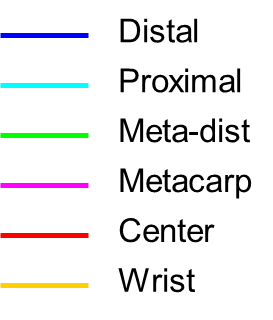 Distal
Proximal
Meta-dist
Metacarp
Center
Wrist